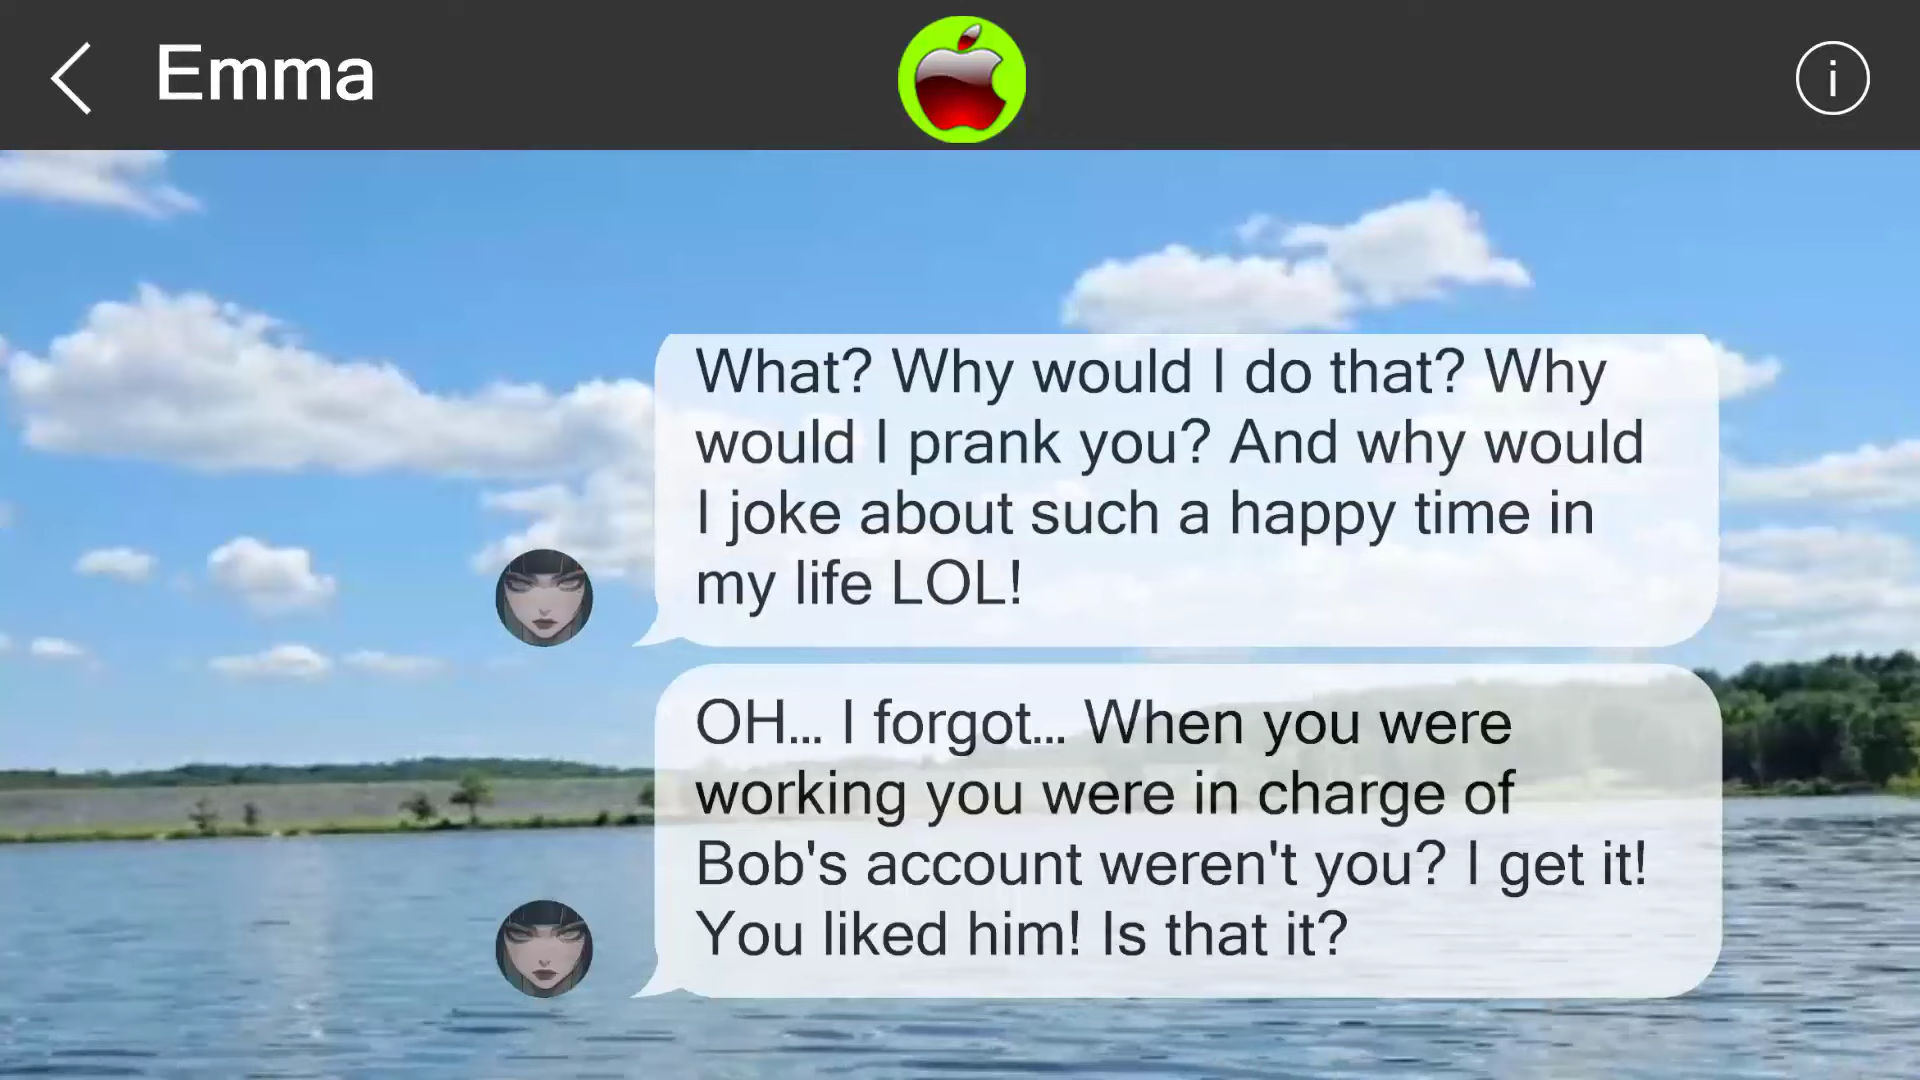 Emma
What? Why would I do that? Why
would I prank you? And why would
I joke about such a happy time in
my life LOL!
OH... I forgot... When you were
working you were in charge of
Bob's account weren't you? I get it!
You liked him! Is that it?